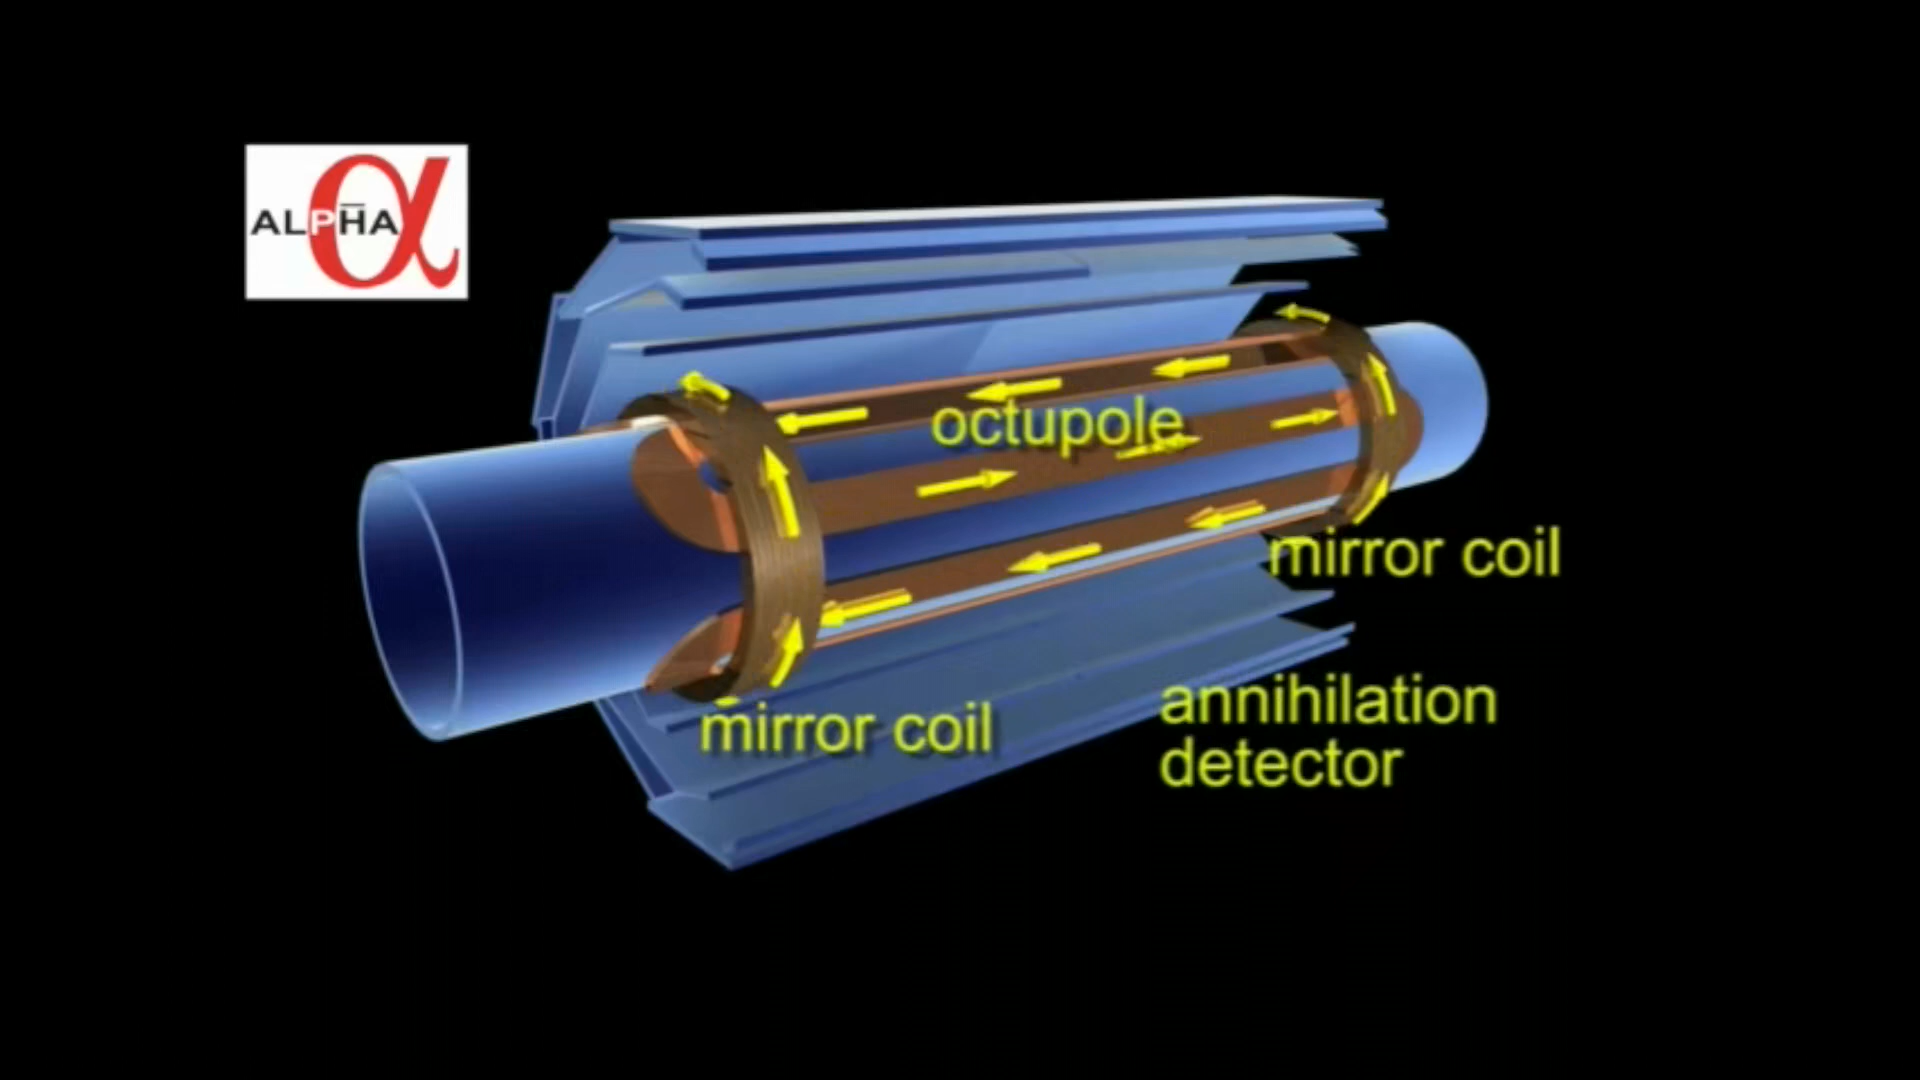 ALPHA
octupole
mirror coil
mirror coil
annihilation
detector